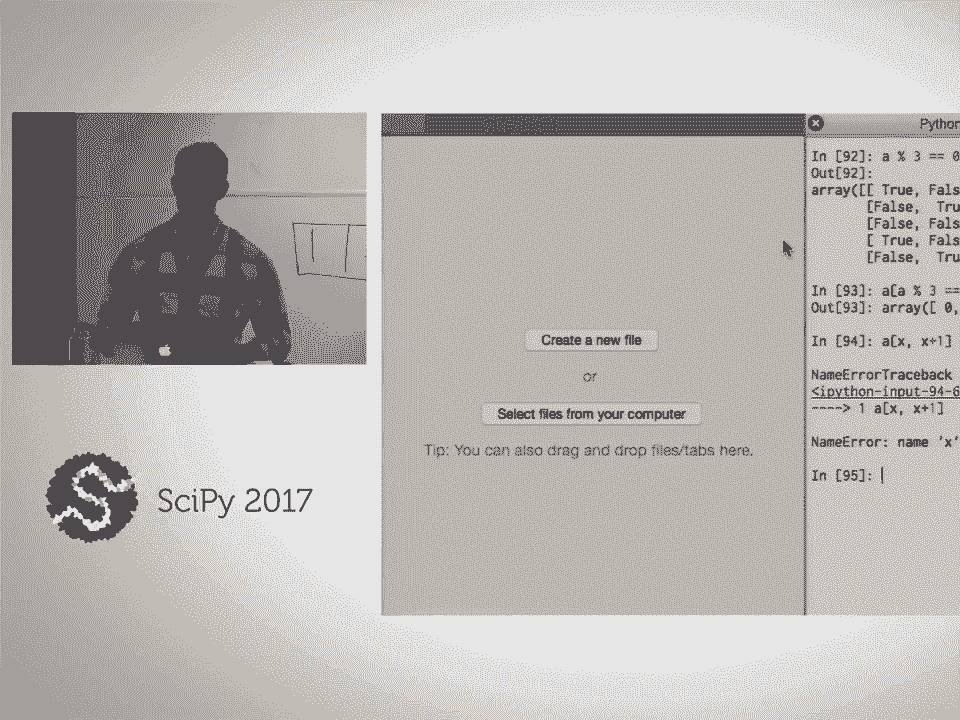 SciPy 2017
Create a new file
or
Select files from your computer
Tip: You can also drag and drop files/tabs here.
Python
In [92]: a % 3 == 0
Out[92]:
array([[ True, Fals
[False, Tru
[False, Fals
[ True, Fals
[False, Tru
In [93]: a[a % 3 ==
Out[93]: array([ 0,
In [94]: a[x, x+1]
NameErrorTraceback
<ipython-input-94-6
----> 1 a[x, x+1]
NameError: name 'x'
In [95]: